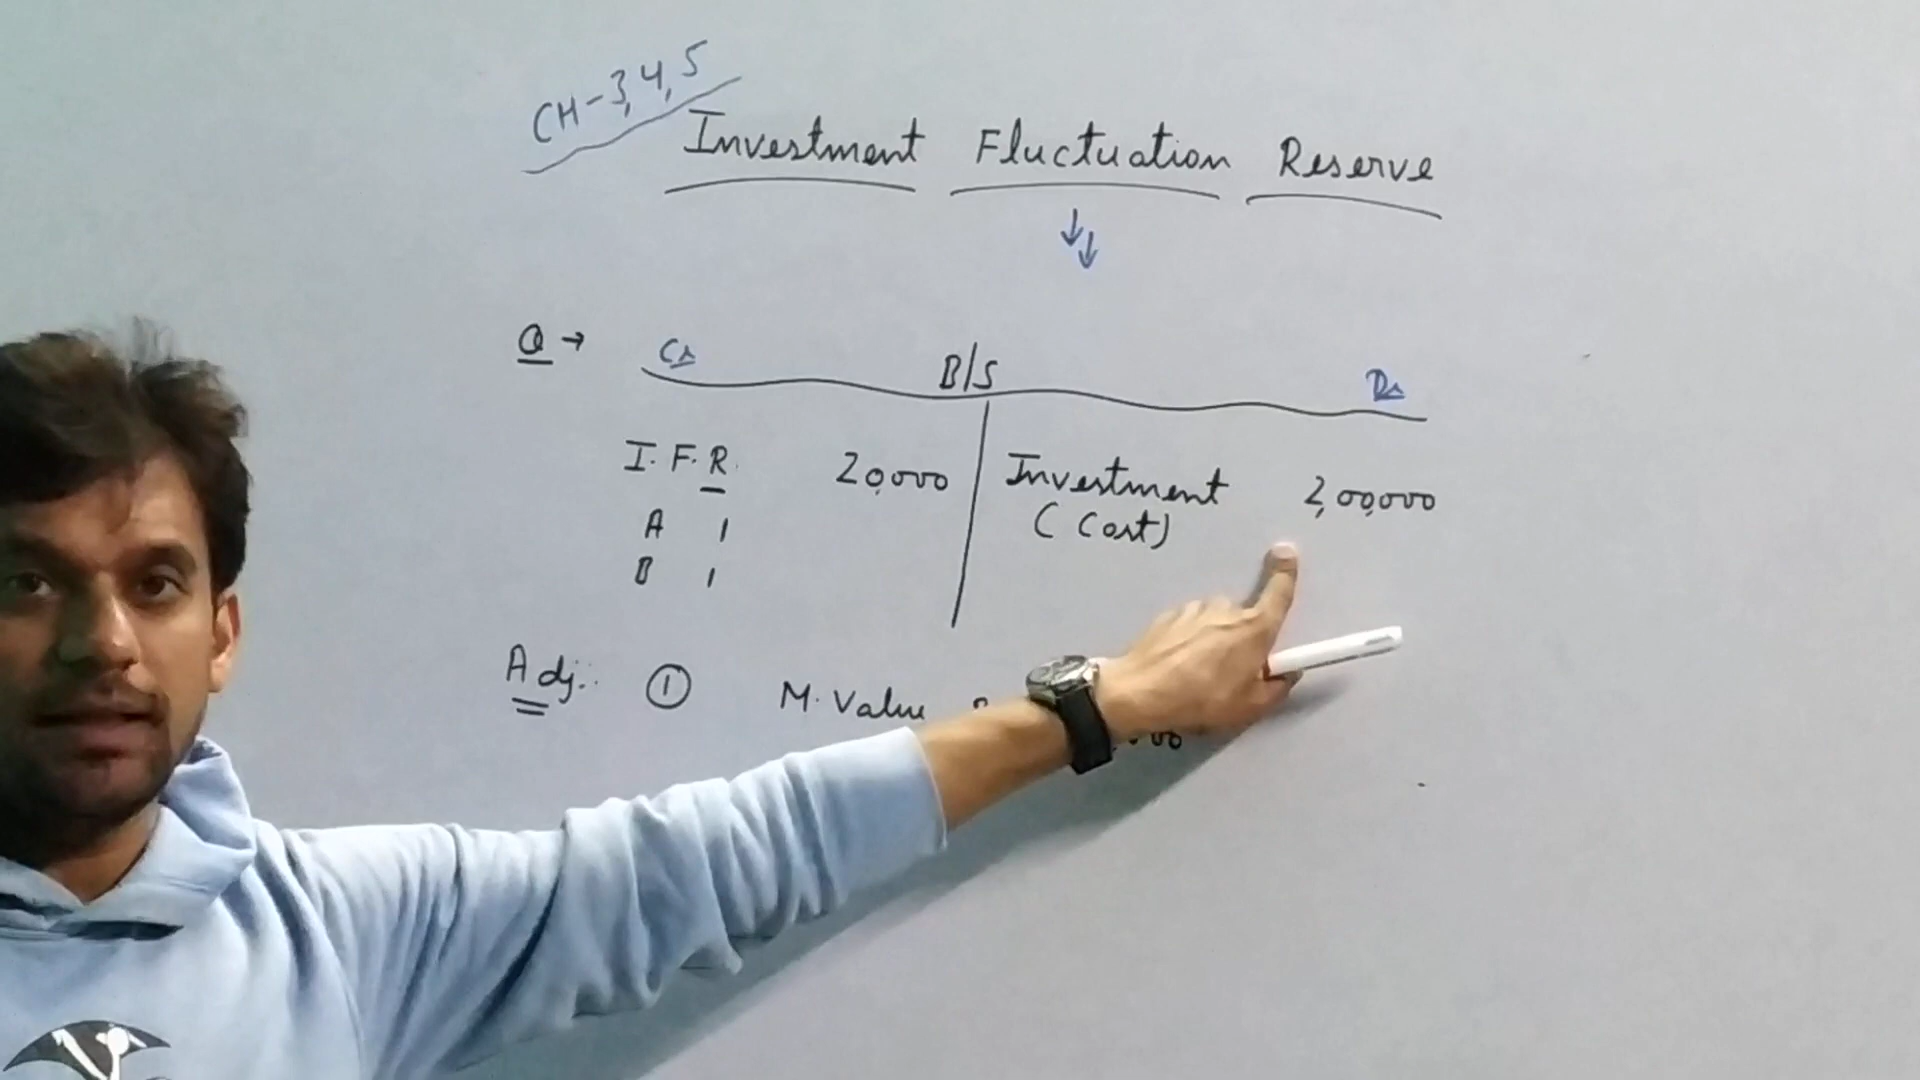 CH-3,4,5
Investment Fluctuation Reserve
Q → Cr B/S Dr
I.F.R. 20,000 Investment 2,00,000
A 1 (Cost)
B 1
Adj. ① M. Value